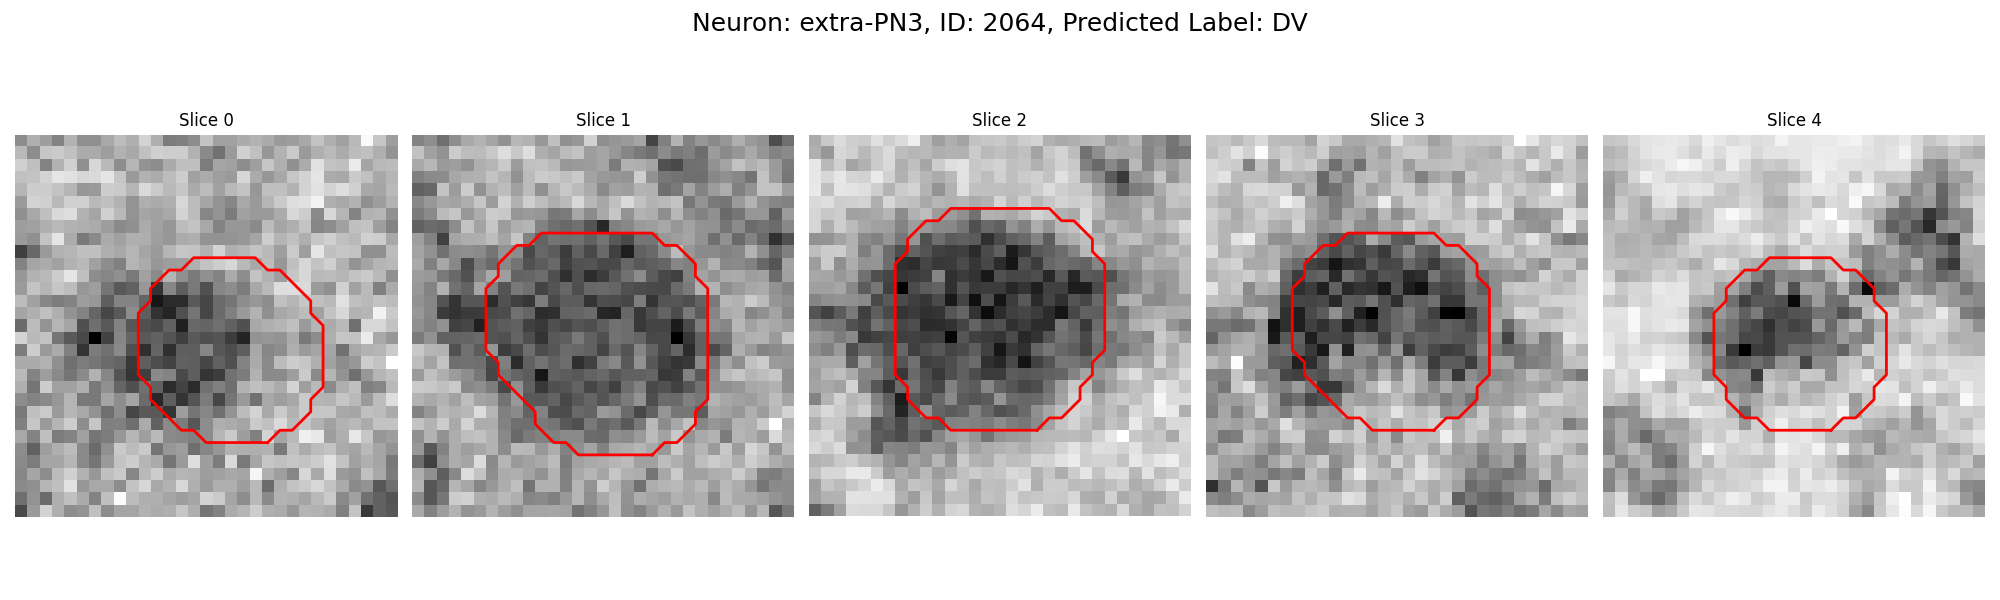 Neuron: extra-PN3, ID: 2064, Predicted Label: DV
Slice 0
Slice 1
Slice 2
Slice 3
Slice 4